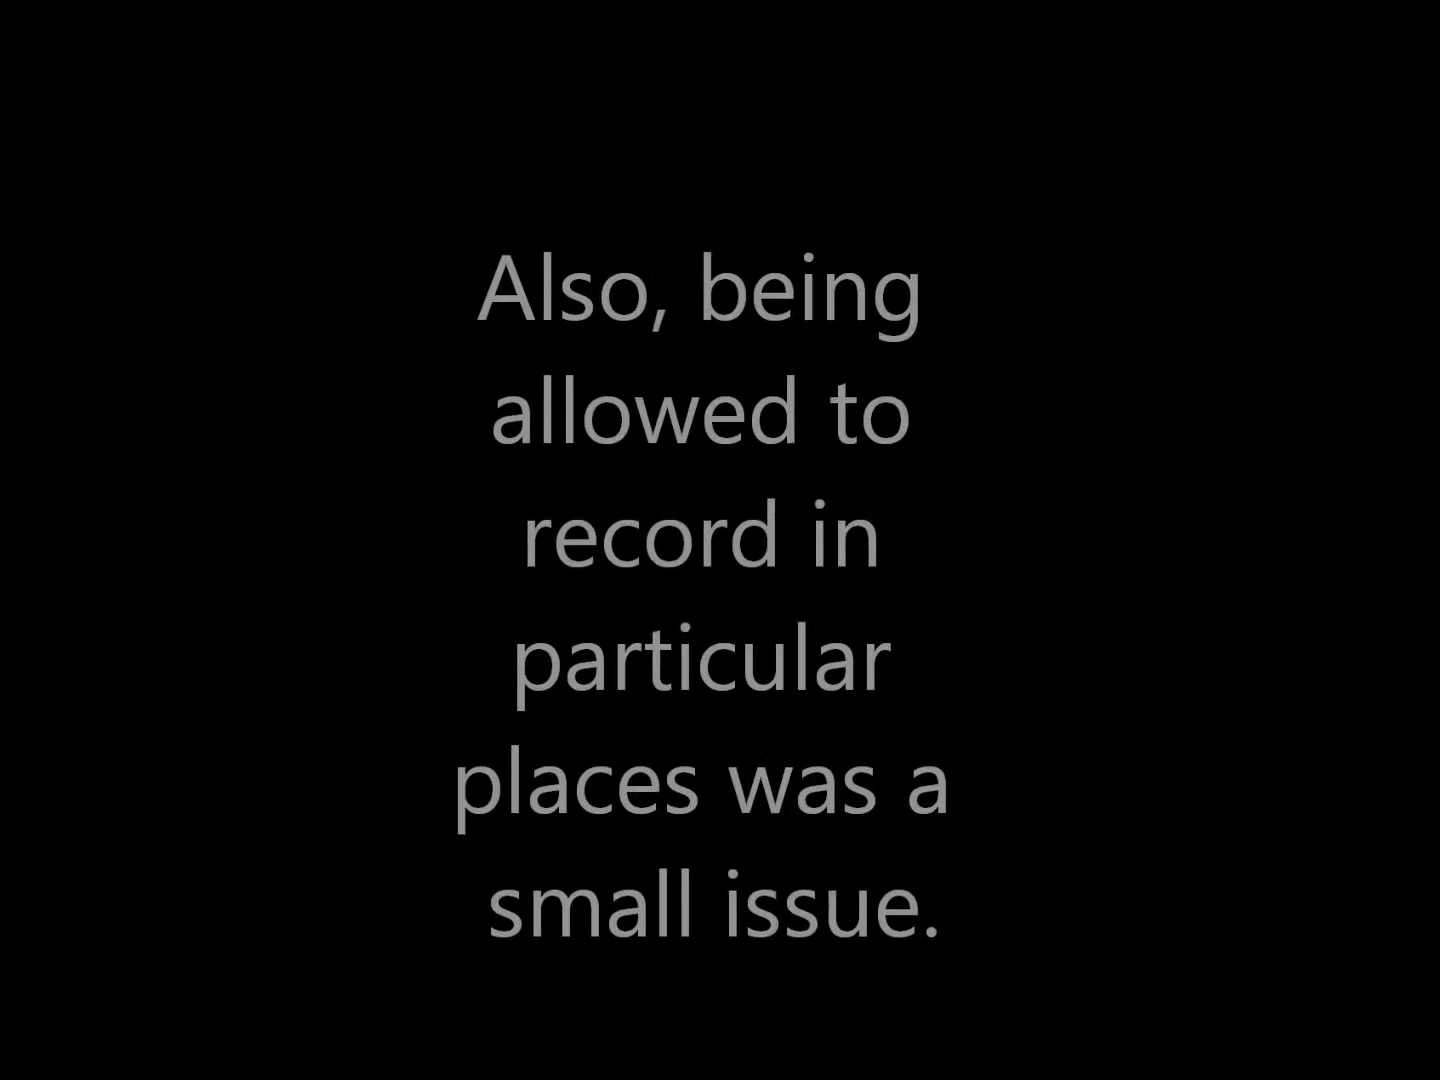 Also, being
allowed to
record in
particular
places was a
small issue.